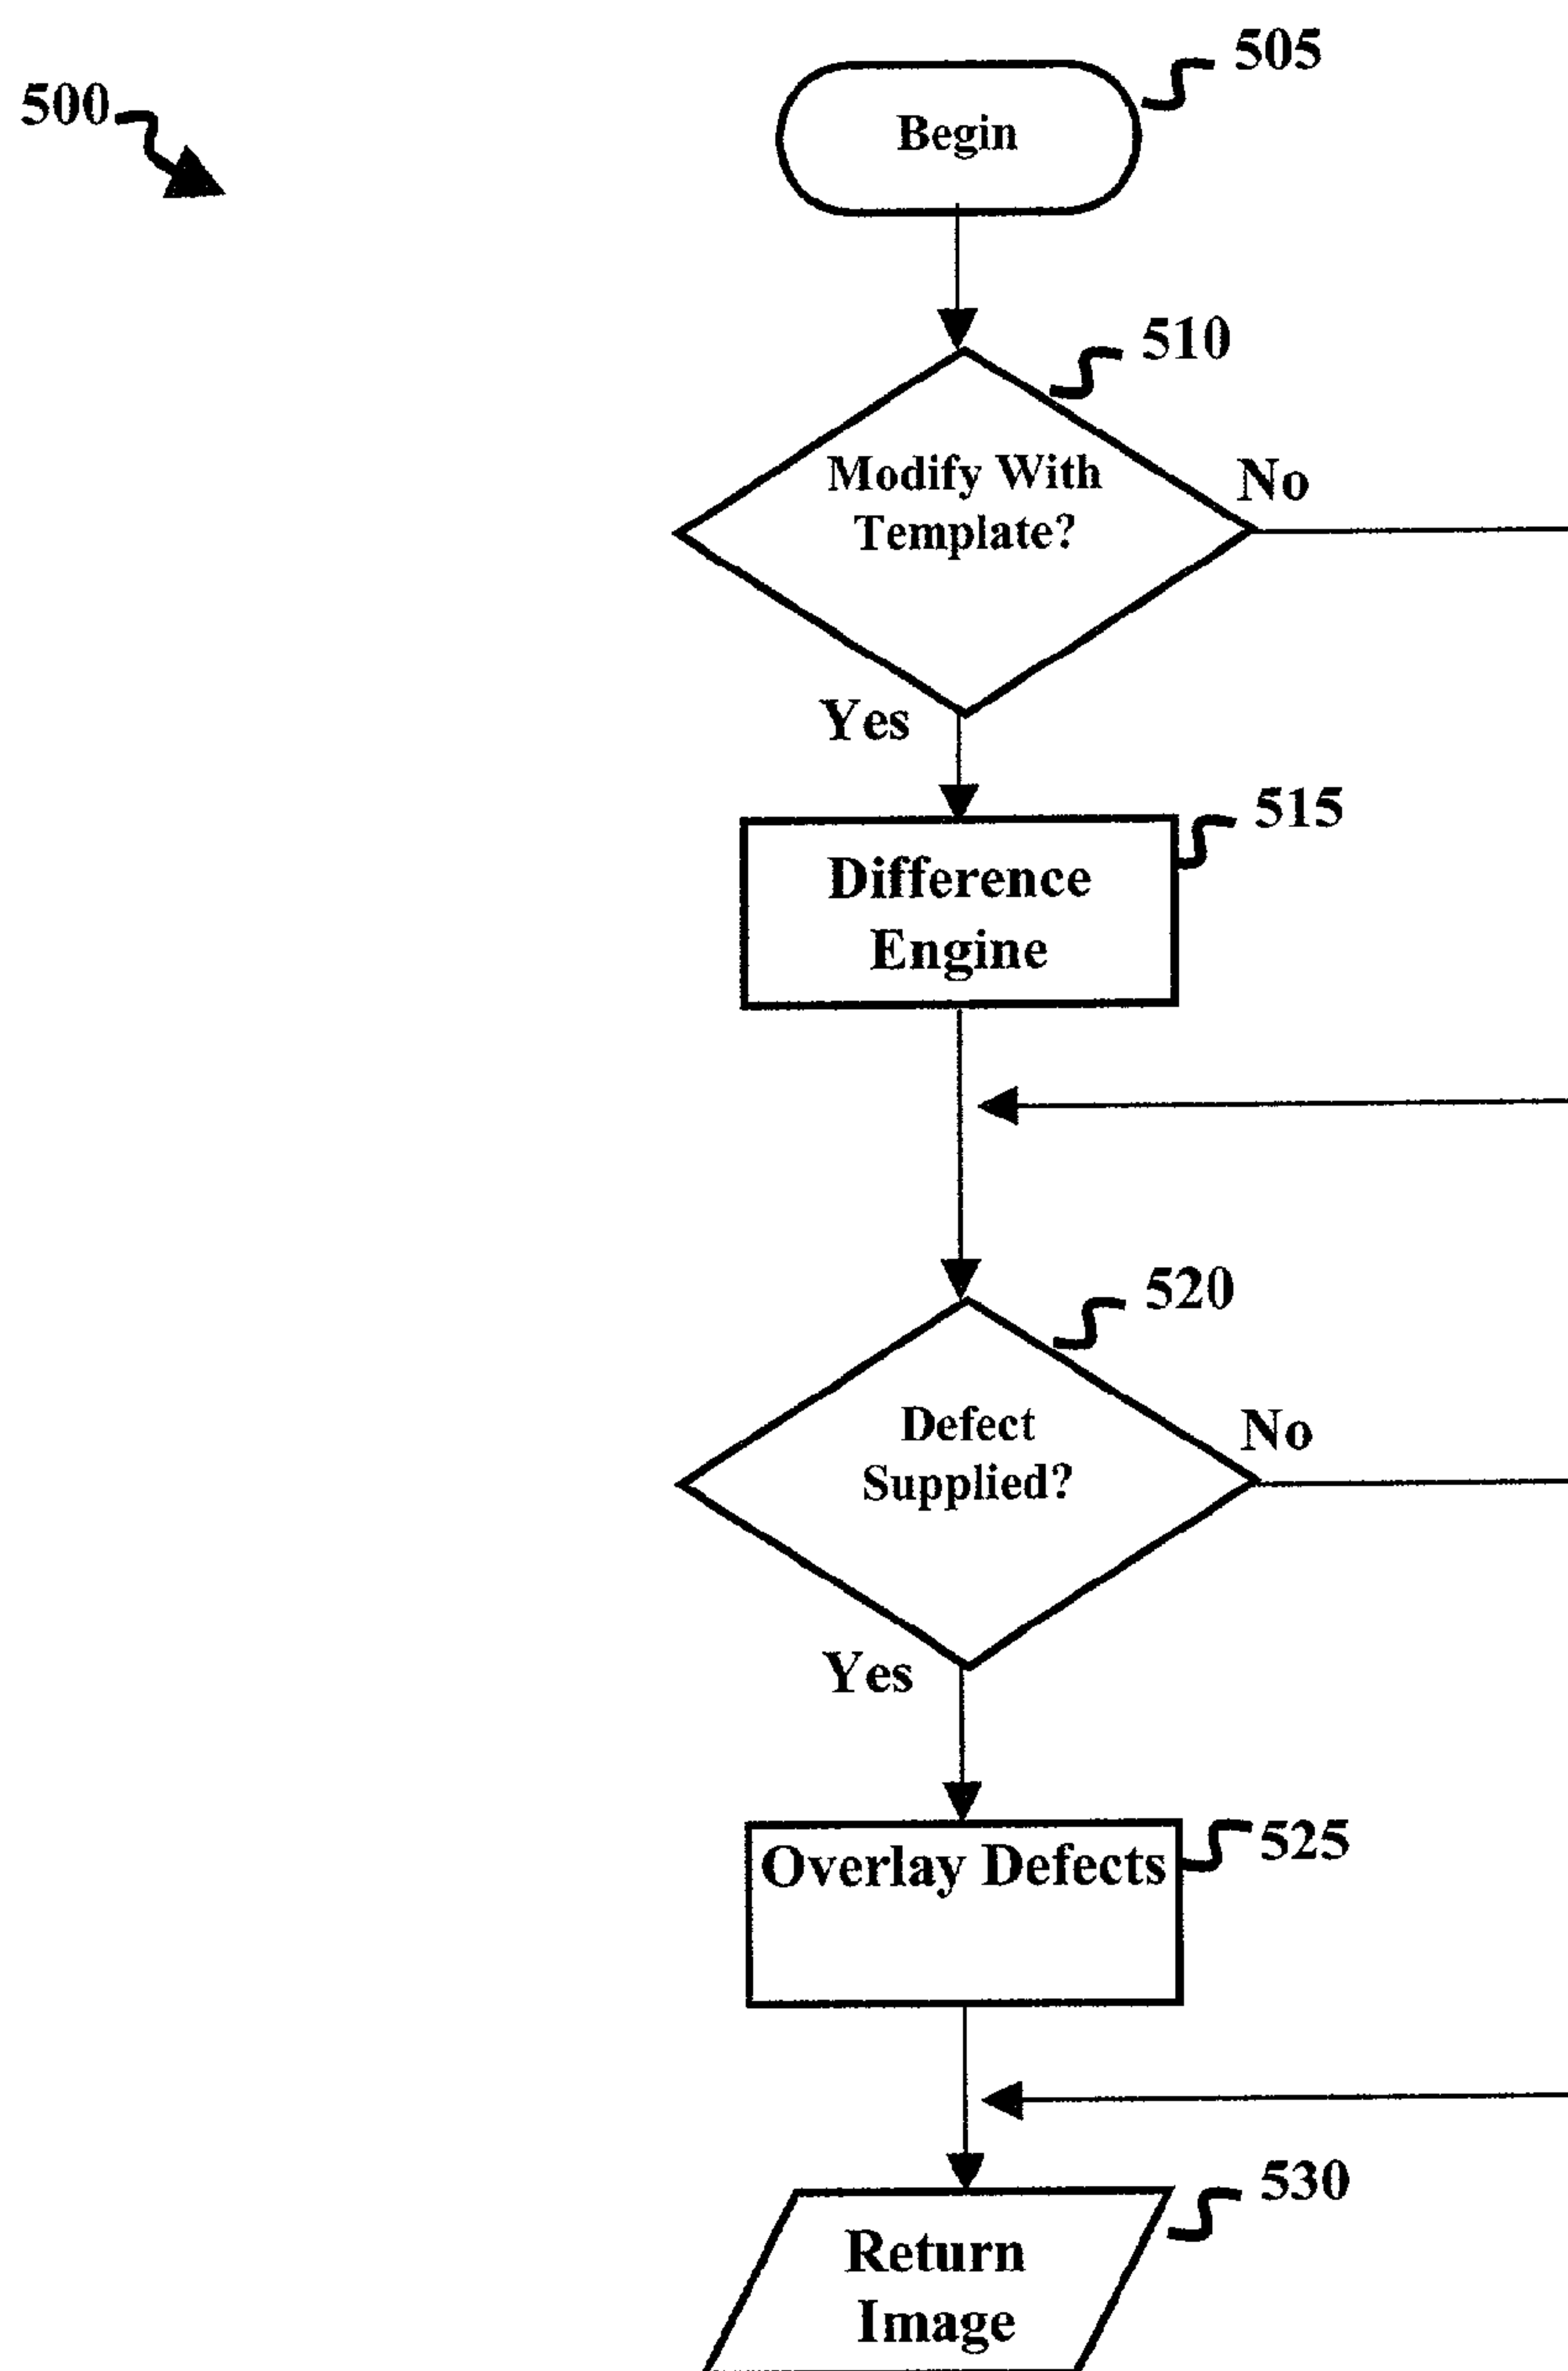 505
500
Begin
510
Modify With
Template?
No
Yes
515
Difference
Engine
520
Defect
Supplied?
No
Yes
525
Overlay Defects
530
Return
Image